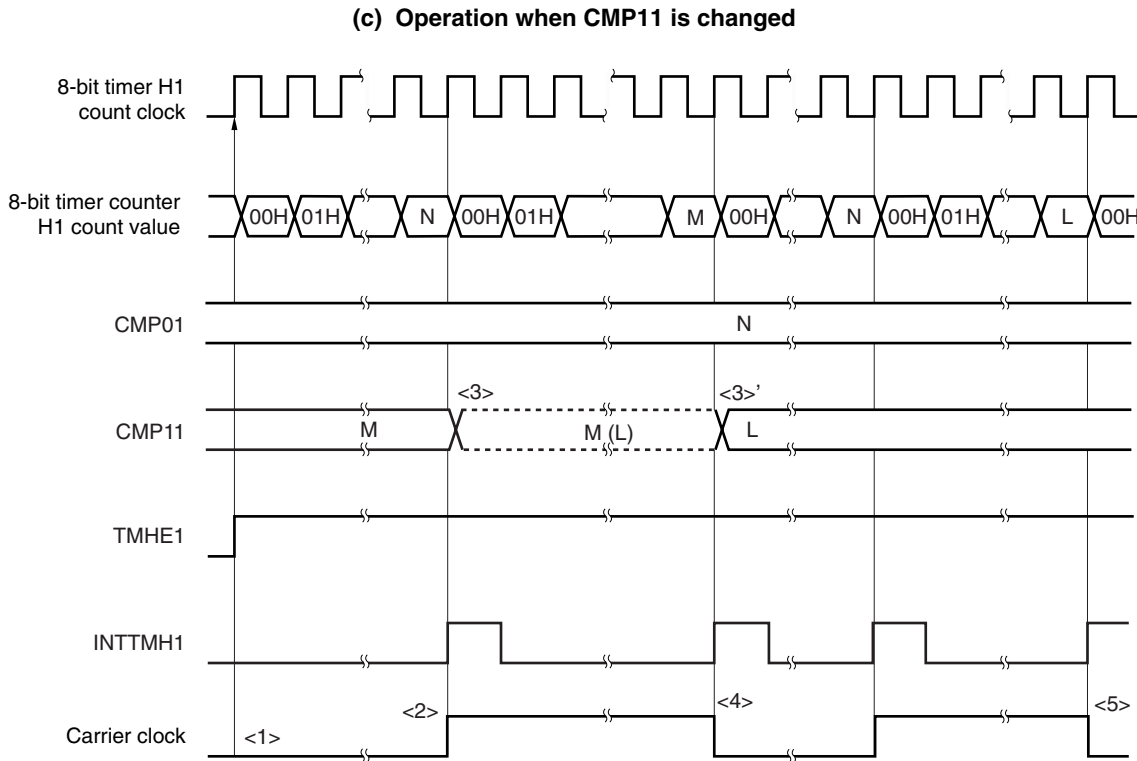 (c) Operation when CMP11 is changed
8-bit timer H1
count clock
8-bit timer counter
H1 count value
00H 01H N 00H 01H M 00H N 00H 01H L 00H
CMP01
N
<3> <3>’
CMP11
M M (L) L
TMHE1
INTTMH1
<2> <4> <5>
Carrier clock
<1>